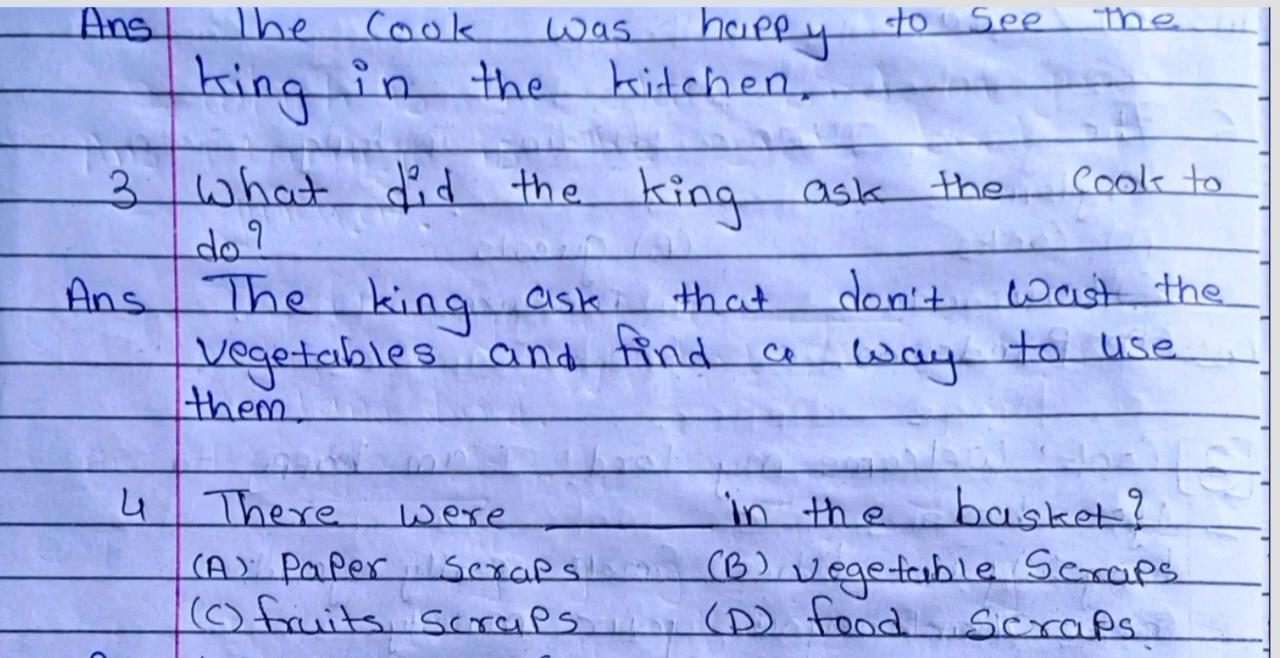 Ans The Cook was happy to see the
king in the kitchen.
3 What did the king ask the cook to
do?
Ans The king ask that don't wast the
vegetables and find a way to use
them.
4 There were ______ in the basket?
(A) Paper Scraps (B) vegetable Scraps
(C) fruits scraps (D) food scraps.